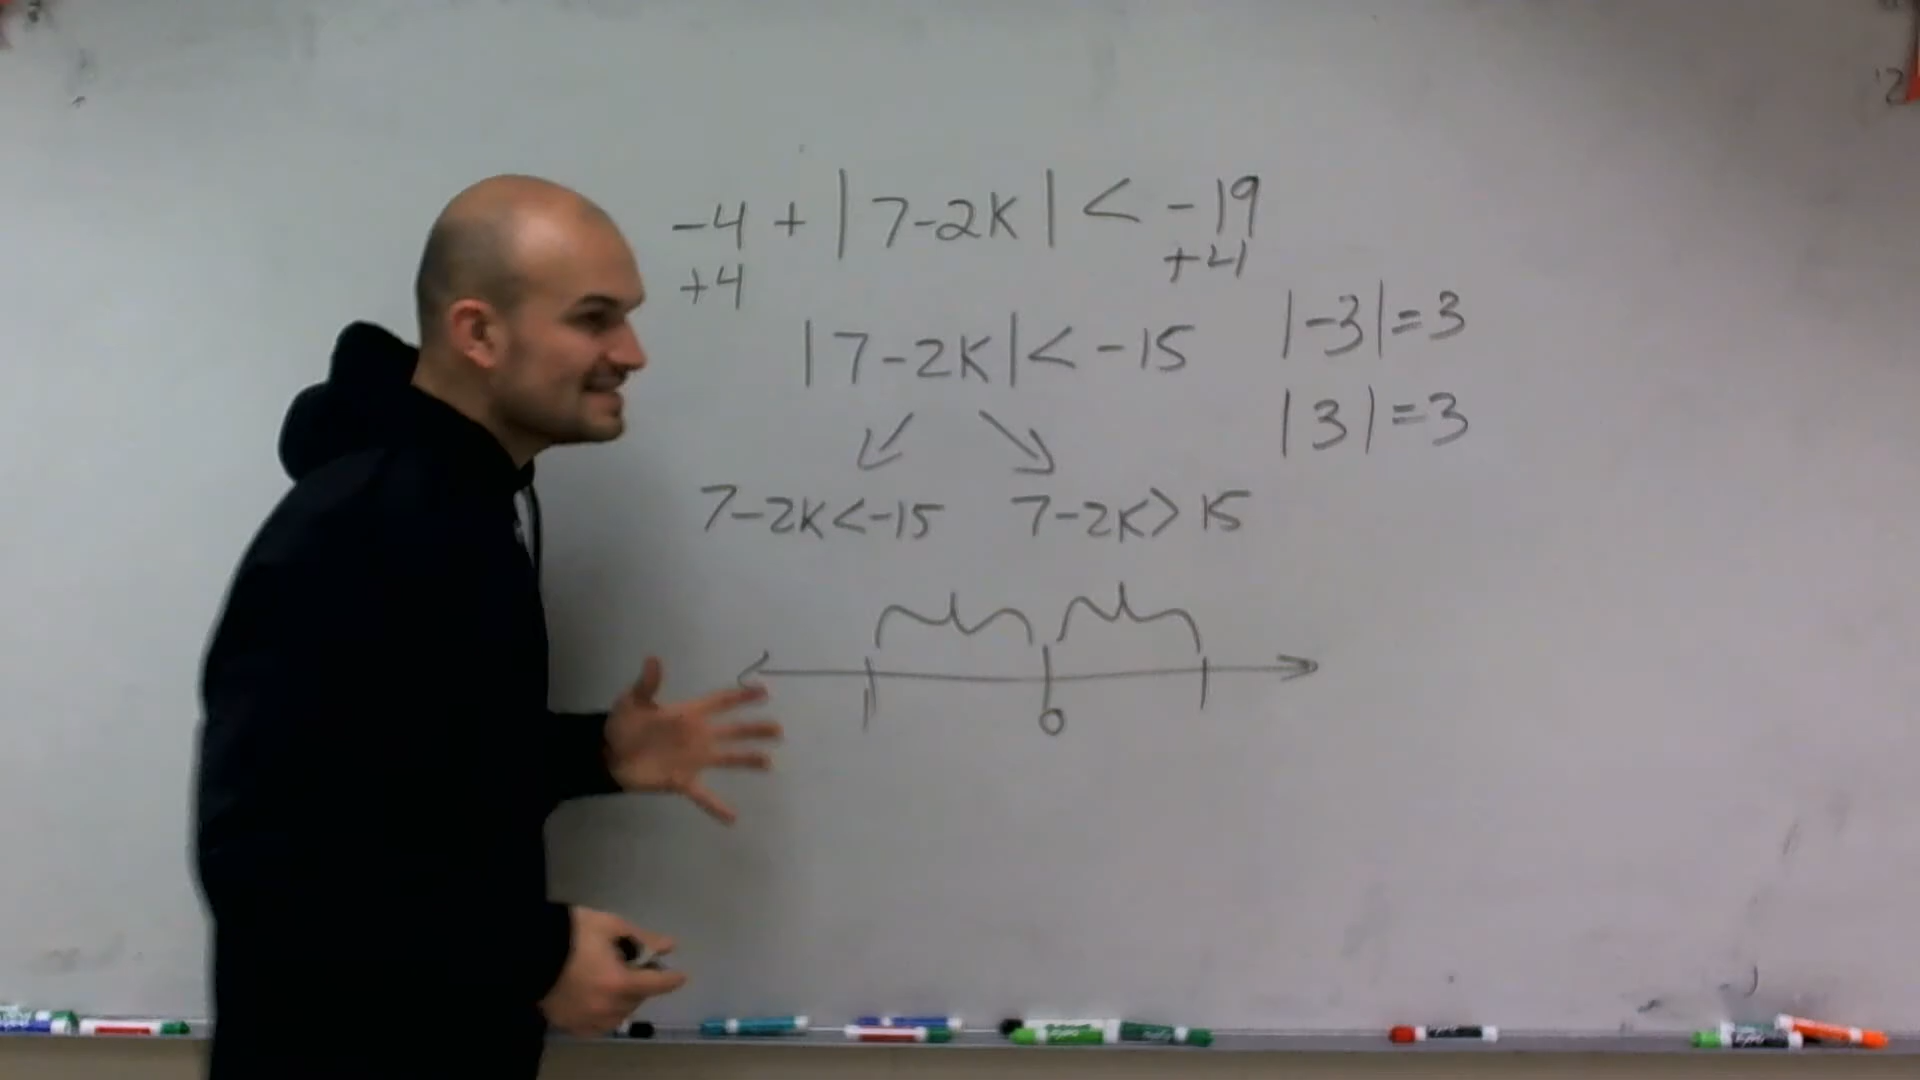 -4 + |7-2K| < -19
+4 +4
|7-2K| < -15
|-3|=3
|3|=3
7-2K<-15 7-2K>15
0